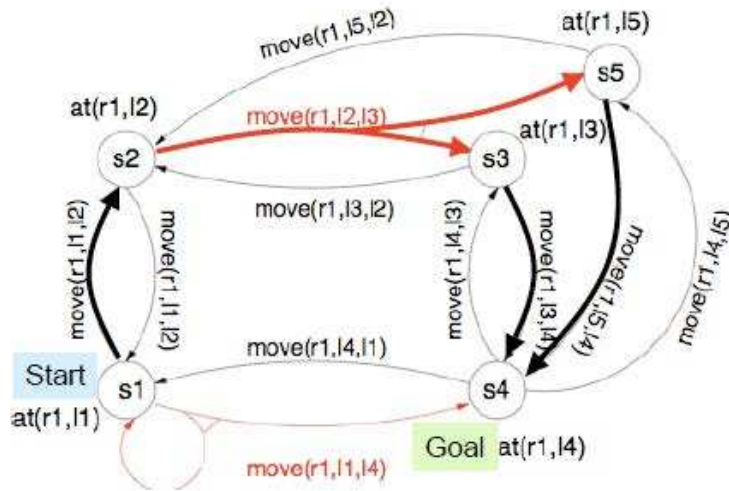 at(r1,l5)
move(r1,l5,l2)
s5
at(r1,l2)
move(r1,l2,l3)
at(r1,l3)
s2
s3
move(r1,l3,l2)
move(r1,l1,l2)
move(r1,l1,l2)
move(r1,l4,l3)
move(r1,l3,l4)
move(r1,l5,l4)
move(r1,l4,l5)
move(r1,l4,l1)
Start
s1
s4
at(r1,l1)
Goal
at(r1,l4)
move(r1,l1,l4)